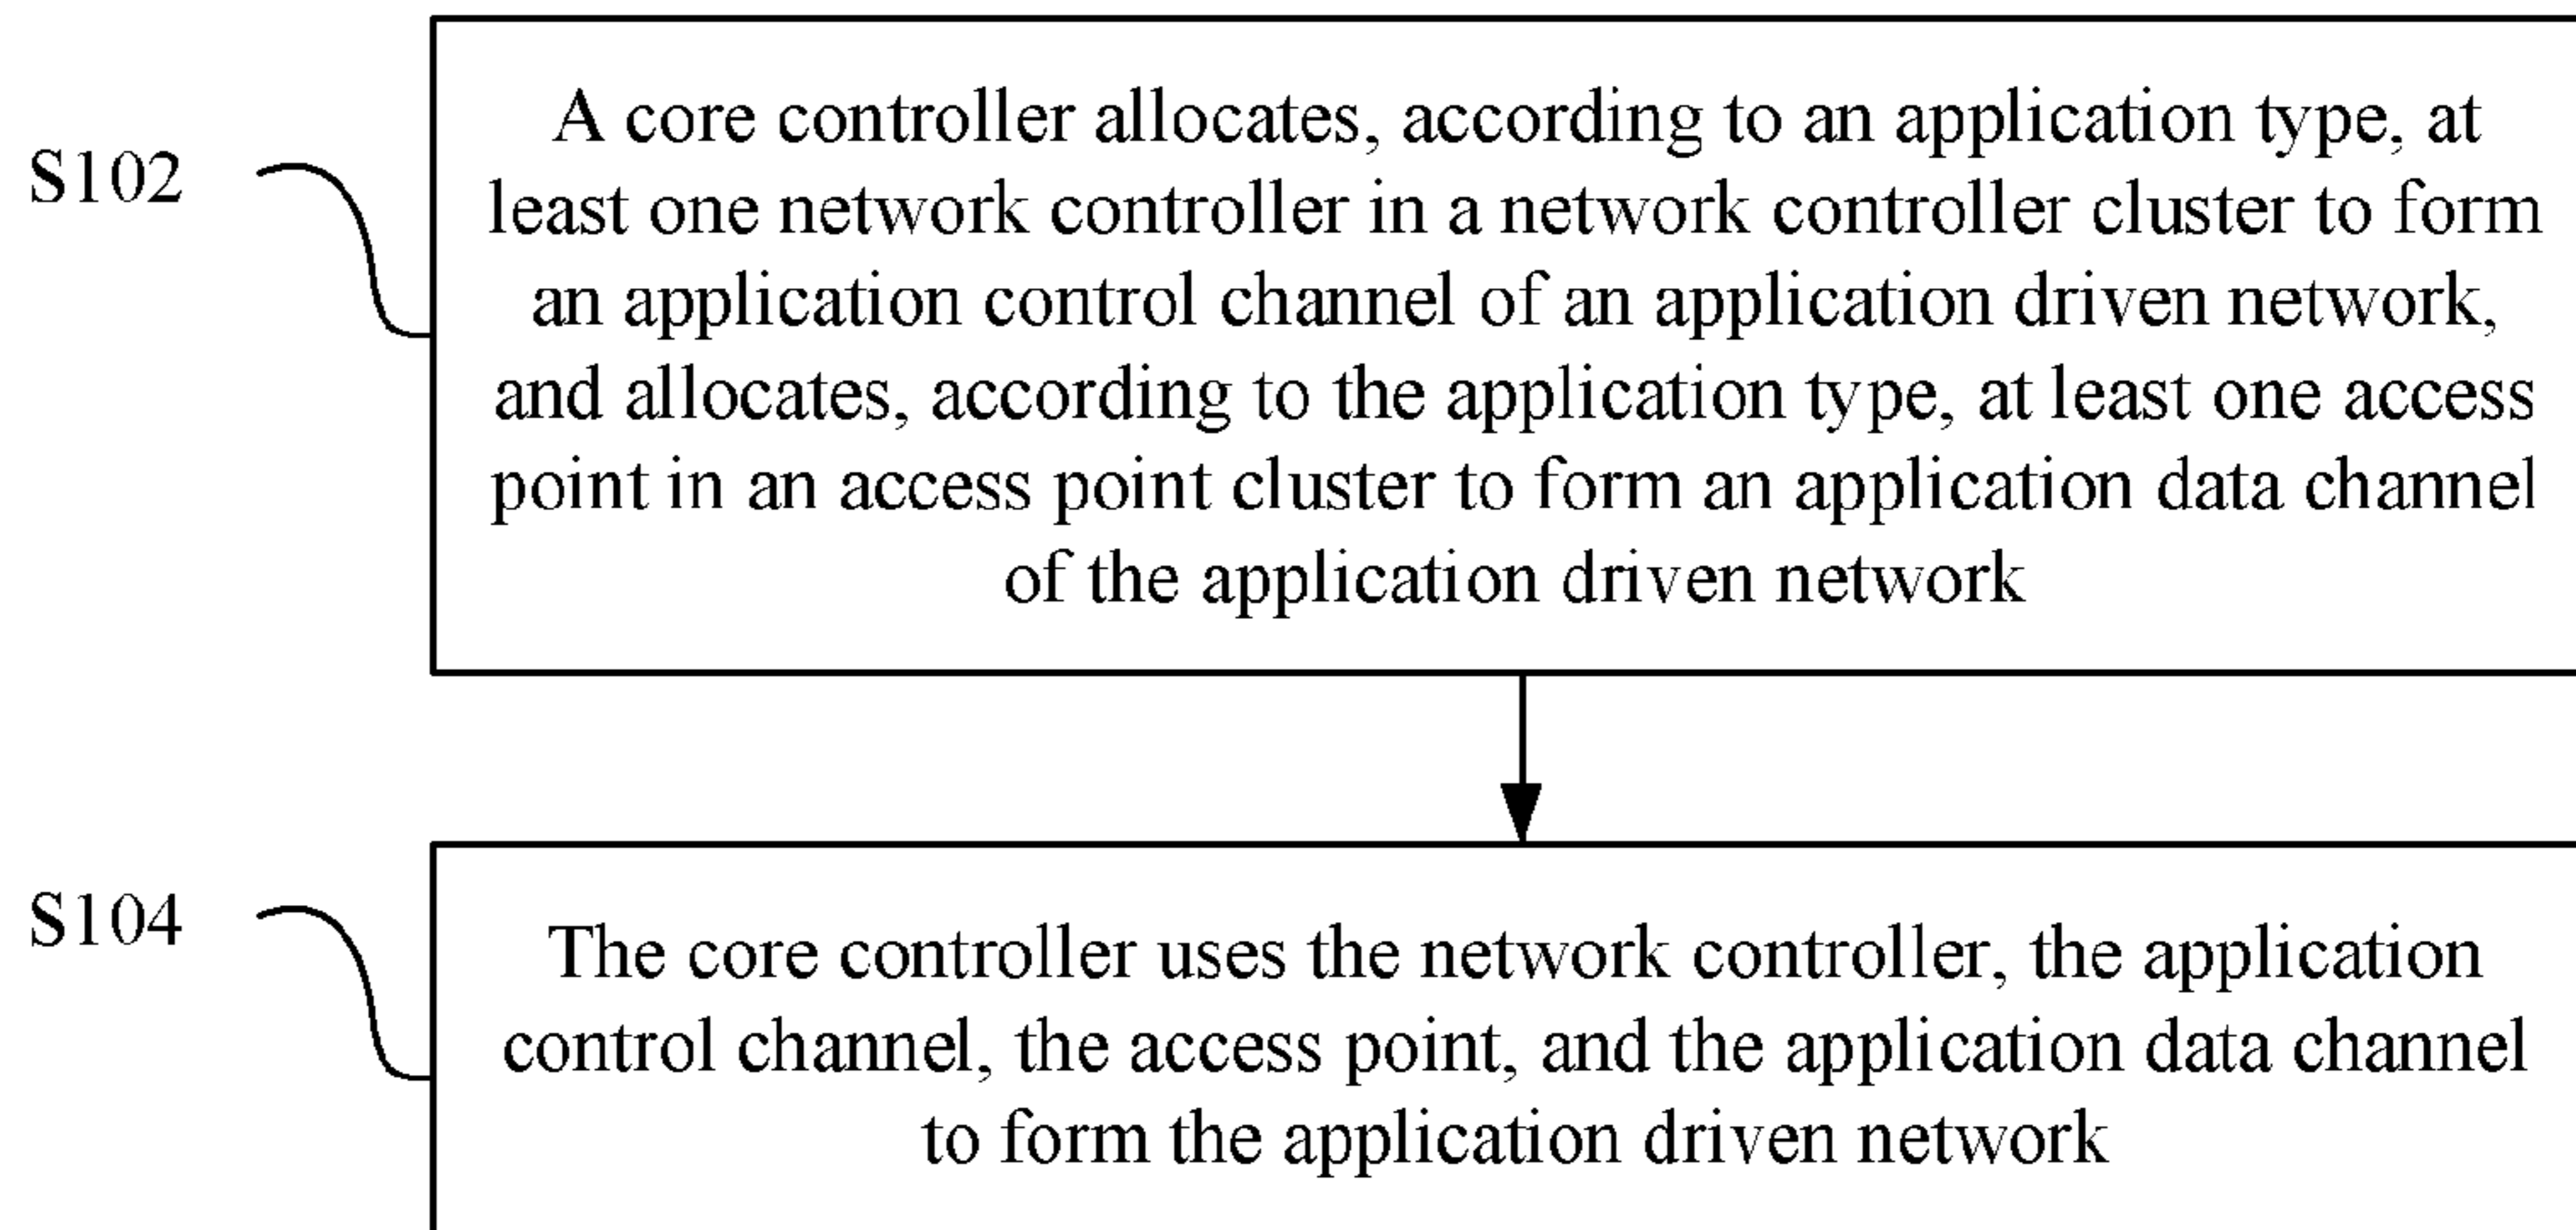 S102
A core controller allocates, according to an application type, at
least one network controller in a network controller cluster to form
an application control channel of an application driven network,
and allocates, according to the application type, at least one access
point in an access point cluster to form an application data channel
of the application driven network
S104
The core controller uses the network controller, the application
control channel, the access point, and the application data channel
to form the application driven network